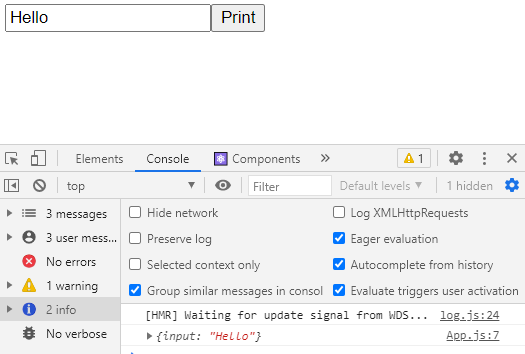 Hello Print
Elements Console Components » 1
top Filter Default levels 1 hidden
3 messages
3 user mess...
No errors
1 warning
2 info
No verbose
Hide network Log XMLHttpRequests
Preserve log Eager evaluation
Selected context only Autocomplete from history
Group similar messages in consol Evaluate triggers user activation
[HMR] Waiting for update signal from WDS... log.js:24
{input: "Hello"} App.js:7